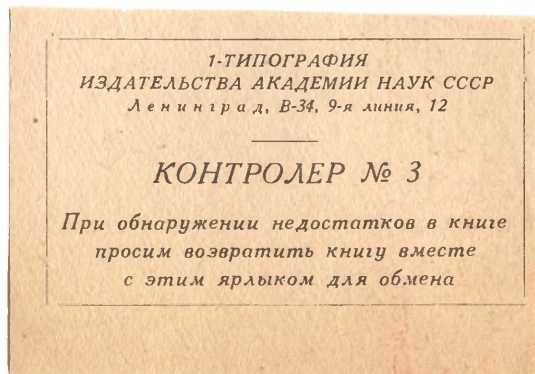 1-ТИПОГРАФИЯ
ИЗДАТЕЛЬСТВА АКАДЕМИИ НАУК СССР
Ленинград, В-34, 9-я линия, 12
КОНТРОЛЕР № 3
При обнаружении недостатков в книге
просим возвратить книгу вместе
с этим ярлыком для обмена